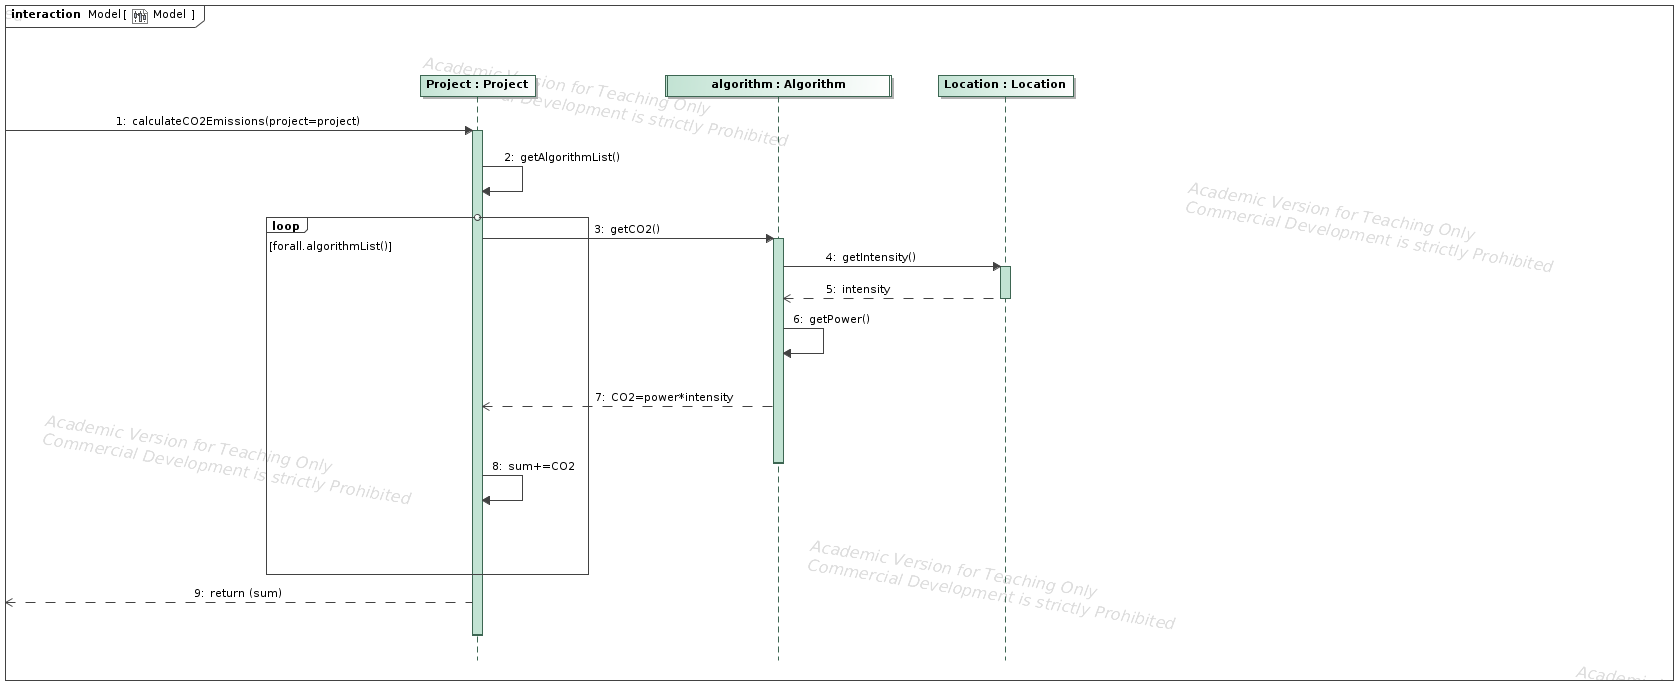 interaction Model[ Model ]
Academic Version for Teaching Only
Commercial Development is strictly Prohibited
Project : Project
algorithm : Algorithm
Location : Location
1: calculateCO2Emissions(project=project)
2: getAlgorithmList()
Academic Version for Teaching Only
Commercial Development is strictly Prohibited
loop
[forall.algorithmList()]
3: getCO2()
4: getIntensity()
5: intensity
6: getPower()
7: CO2=power*intensity
Academic Version for Teaching Only
Commercial Development is strictly Prohibited
8: sum+=CO2
Academic Version for Teaching Only
Commercial Development is strictly Prohibited
9: return (sum)
Academic